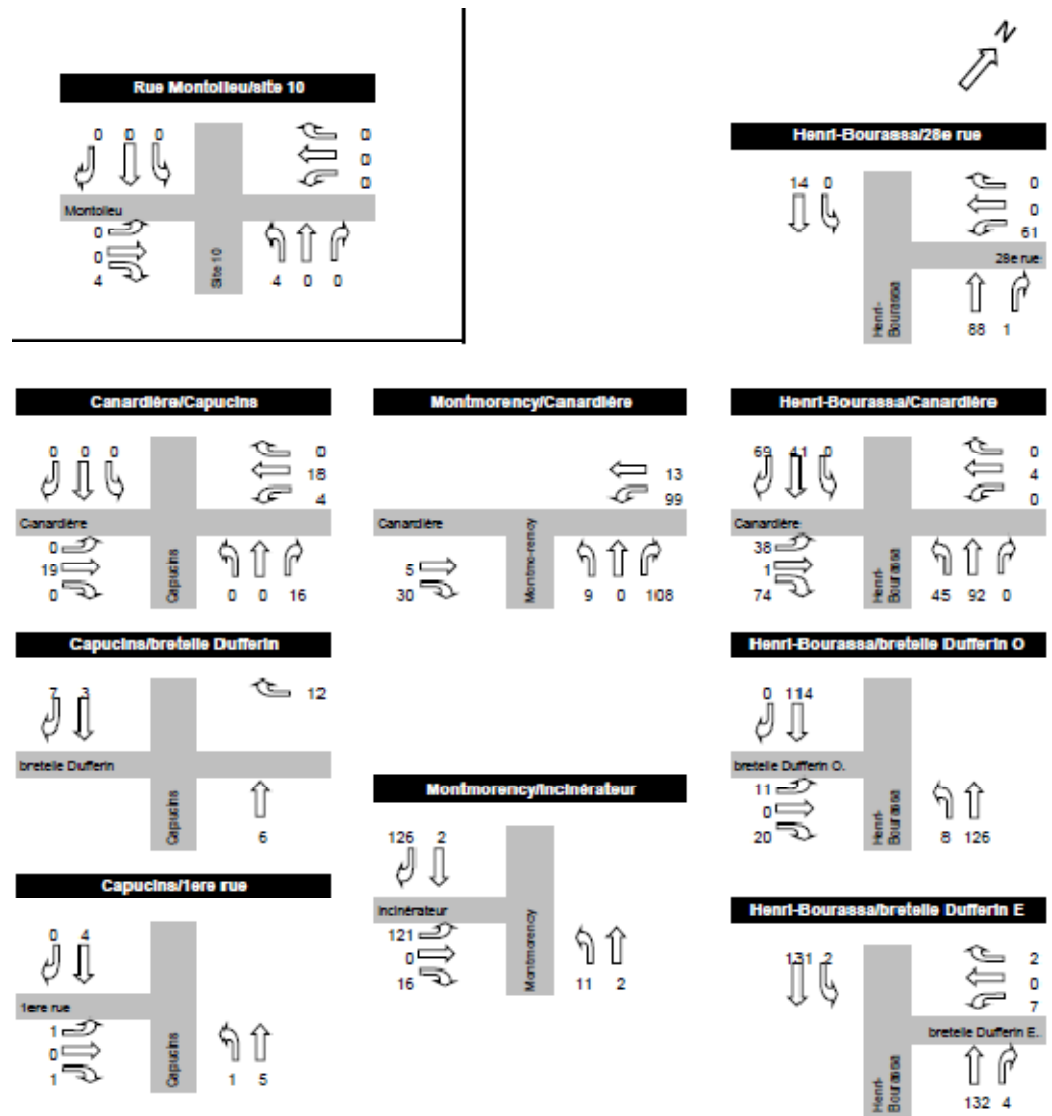 N
Rue Montolieu/site 10
0 0 0
0
0
0
Montolieu
0
0
4
Site 10
4 0 0
Henri-Bourassa/28e rue
14 0
0
0
61
28e rue
Henri-
Bourassa
88 1
Canardière/Capucins
0 0 0
0
18
4
Canardière
0
19
0
Capucins
0 0 16
Montmorency/Canardière
13
99
Canardière
5
30
Montmo-rency
9 0 108
Henri-Bourassa/Canardière
69 41 0
0
4
0
Canardière
38
1
74
Henri-
Bourassa
45 92 0
Capucins/bretelle Dufferin
7 3
12
bretelle Dufferin
Capucins
6
Henri-Bourassa/bretelle Dufferin O
0 114
bretelle Dufferin O.
11
0
20
Henri-
Bourassa
8 126
Montmorency/Incinérateur
126 2
Incinérateur
121
0
16
Montmorency
11 2
Capucins/1ere rue
0 4
1ere rue
1
0
1
Capucins
1 5
Henri-Bourassa/bretelle Dufferin E
131 2
2
0
7
bretelle Dufferin E.
Henri-
Bourassa
132 4